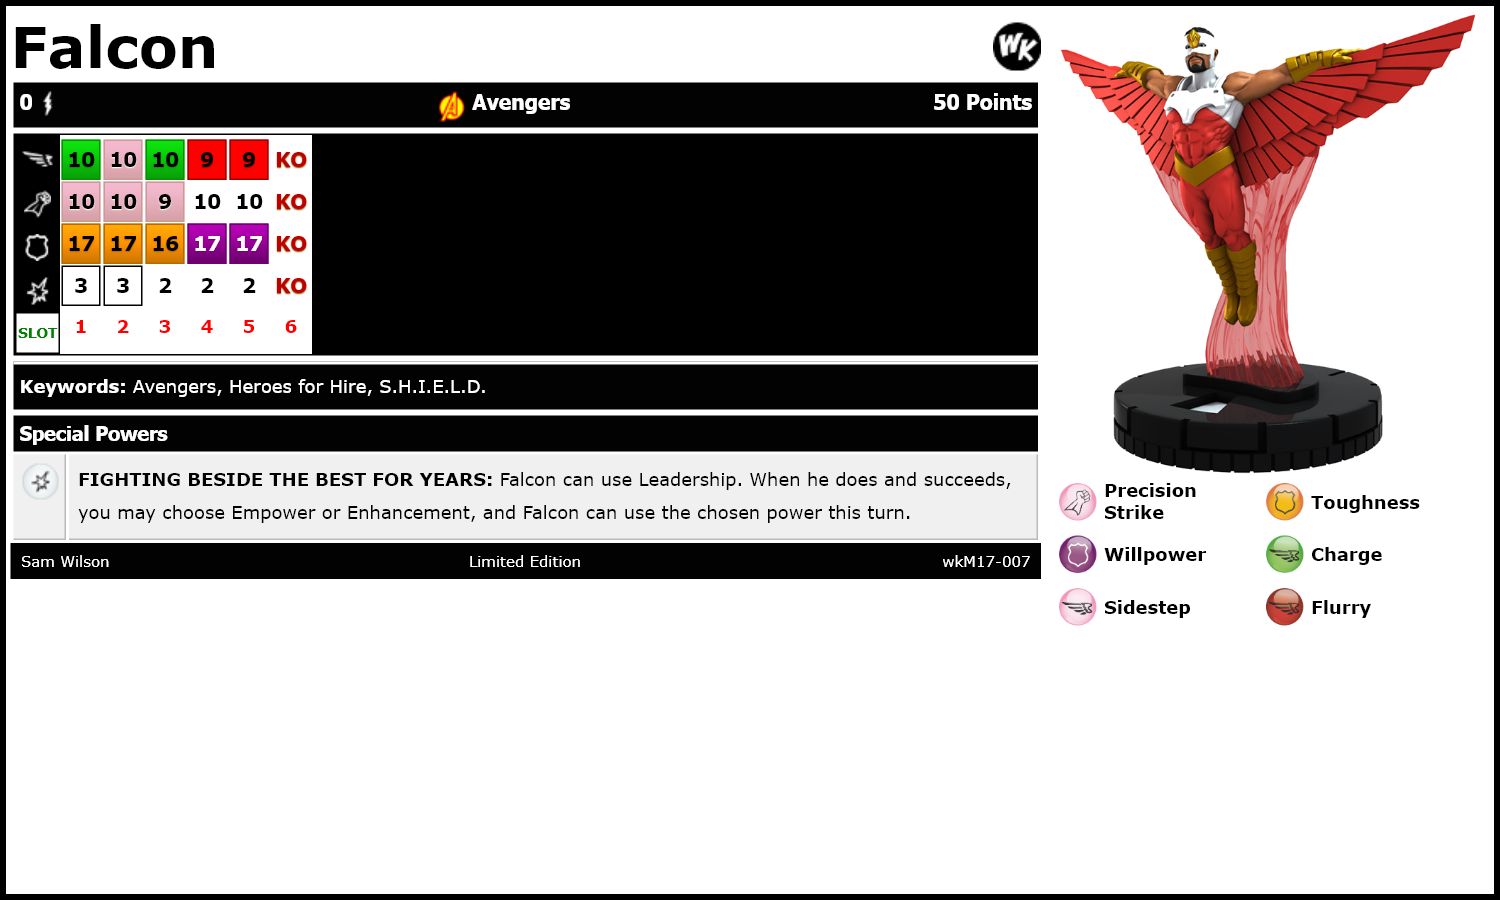 Falcon
WK
0 Avengers 50 Points
10 10 10 9 9 KO
10 10 9 10 10 KO
17 17 16 17 17 KO
3 3 2 2 2 KO
SLOT 1 2 3 4 5 6
Keywords: Avengers, Heroes for Hire, S.H.I.E.L.D.
Special Powers
FIGHTING BESIDE THE BEST FOR YEARS: Falcon can use Leadership. When he does and succeeds,
you may choose Empower or Enhancement, and Falcon can use the chosen power this turn.
Sam Wilson Limited Edition wkM17-007
Precision
Strike
Toughness
Willpower
Charge
Sidestep
Flurry